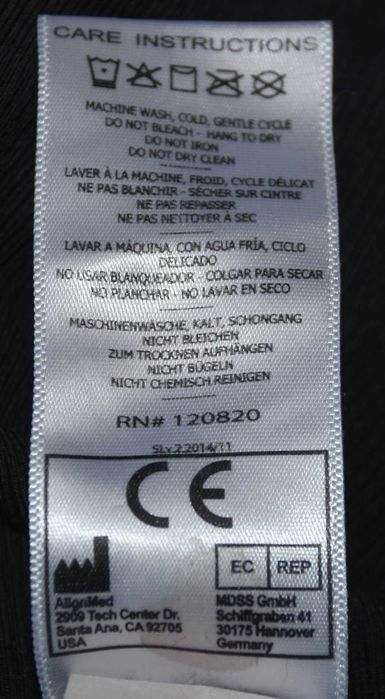 CARE INSTRUCTIONS
MACHINE WASH, COLD, GENTLE CYCLE
DO NOT BLEACH - HANG TO DRY
DO NOT IRON
DO NOT DRY CLEAN
LAVER À LA MACHINE, FROID, CYCLE DÉLICAT
NE PAS BLANCHIR - SÉCHER SUR CINTRE
NE PAS REPASSER
NE PAS NETTOYER À SEC
LAVAR A MÁQUINA, CON AGUA FRÍA, CICLO
DELICADO
NO USAR BLANQUEADOR - COLGAR PARA SECAR
NO PLANCHAR - NO LAVAR EN SECO
MASCHINENWÄSCHE, KALT, SCHONGANG
NICHT BLEICHEN
ZUM TROCKNEN AUFHÄNGEN
NICHT BÜGELN
NICHT CHEMISCH REINIGEN
RN# 120820
SLv.2 2014/11
CE
EC REP
AlignMed
2909 Tech Center Dr.
Santa Ana, CA 92705
USA
MDSS GmbH
Schiffgraben 41
30175 Hannover
Germany